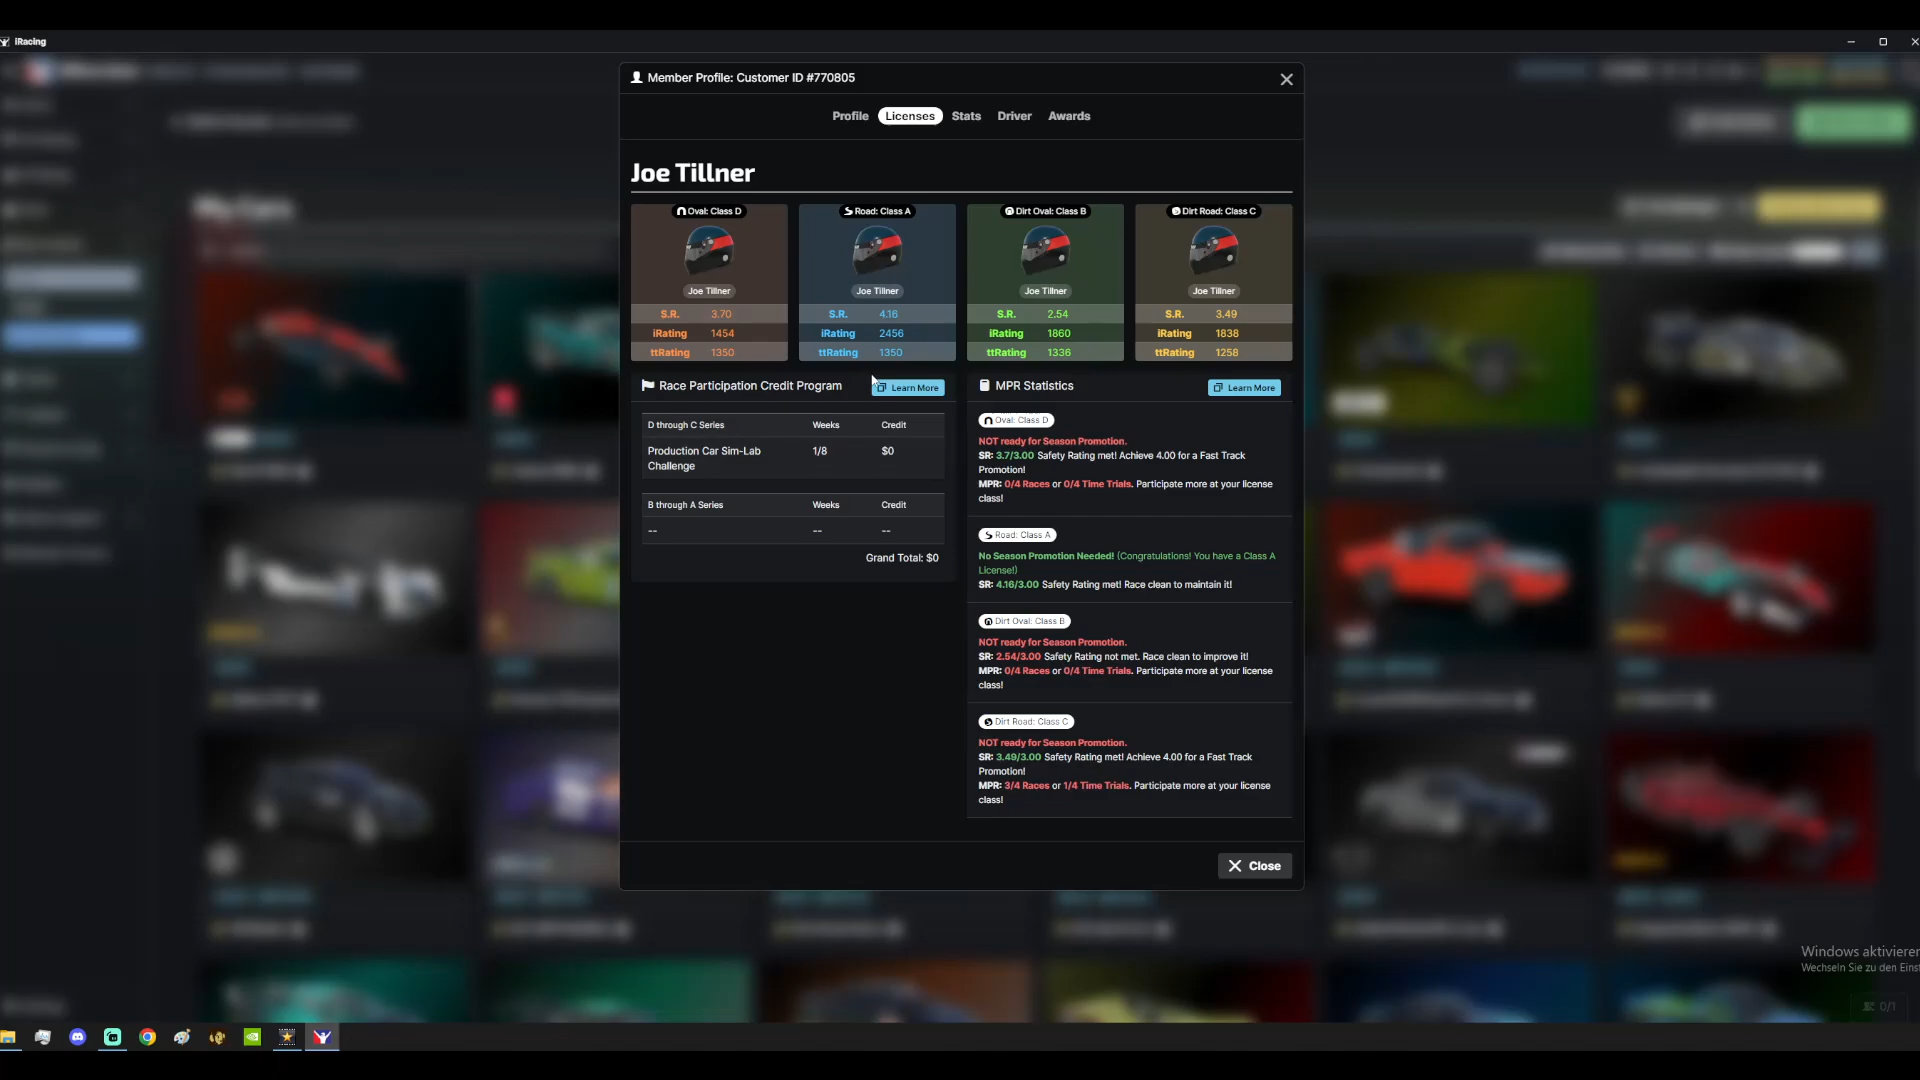 iRacing
Member Profile: Customer ID #770805
Profile Licenses Stats Driver Awards
Joe Tillner
Oval: Class D
Joe Tillner
S.R. 3.70
iRating 1454
ttRating 1350
Road: Class A
Joe Tillner
S.R. 4.16
iRating 2456
ttRating 1350
Dirt Oval: Class B
Joe Tillner
S.R. 2.54
iRating 1860
ttRating 1336
Dirt Road: Class C
Joe Tillner
S.R. 3.49
iRating 1838
ttRating 1258
Race Participation Credit Program
Learn More
D through C Series Weeks Credit
Production Car Sim-Lab 1/8 $0
Challenge
B through A Series Weeks Credit
-- -- --
Grand Total: $0
MPR Statistics
Learn More
Oval: Class D
NOT ready for Season Promotion.
SR: 3.7/3.00 Safety Rating met! Achieve 4.00 for a Fast Track
Promotion!
MPR: 0/4 Races or 0/4 Time Trials. Participate more at your license
class!
Road: Class A
No Season Promotion Needed! (Congratulations! You have a Class A
License!)
SR: 4.16/3.00 Safety Rating met! Race clean to maintain it!
Dirt Oval: Class B
NOT ready for Season Promotion.
SR: 2.54/3.00 Safety Rating not met. Race clean to improve it!
MPR: 0/4 Races or 0/4 Time Trials. Participate more at your license
class!
Dirt Road: Class C
NOT ready for Season Promotion.
SR: 3.49/3.00 Safety Rating met! Achieve 4.00 for a Fast Track
Promotion!
MPR: 3/4 Races or 1/4 Time Trials. Participate more at your license
class!
Close
Windows aktivieren
Wechseln Sie zu den Einst
0/1